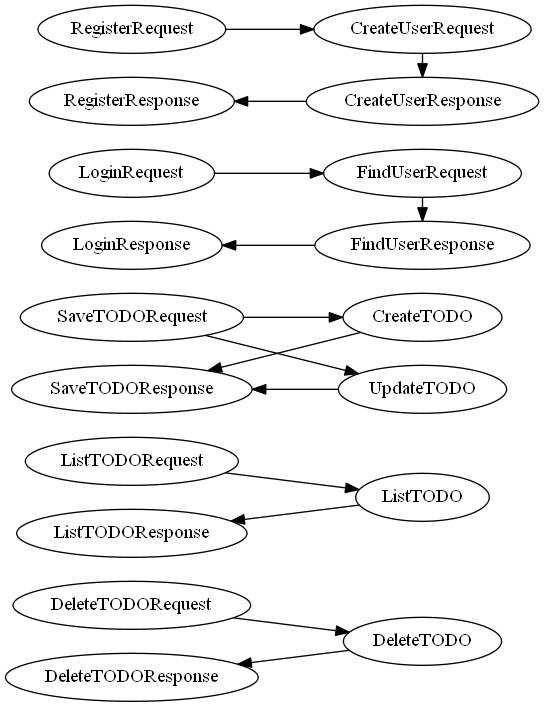 RegisterRequest
CreateUserRequest
RegisterResponse
CreateUserResponse
LoginRequest
FindUserRequest
LoginResponse
FindUserResponse
SaveTODORequest
CreateTODO
SaveTODOResponse
UpdateTODO
ListTODORequest
ListTODO
ListTODOResponse
DeleteTODORequest
DeleteTODO
DeleteTODOResponse